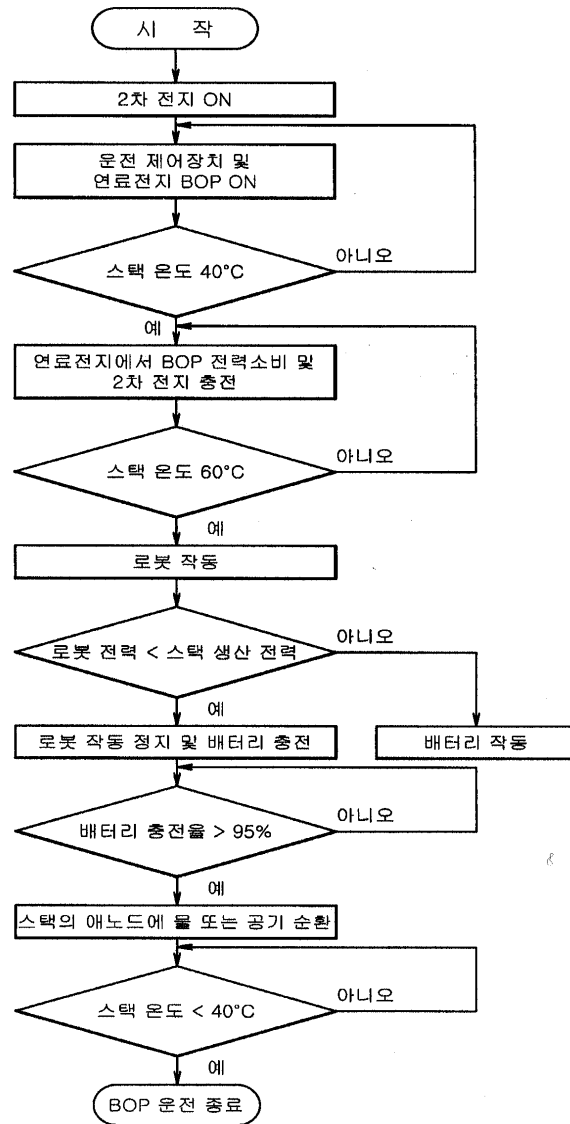 시 작
2차 전지 ON
운전 제어장치 및
연료전지 BOP ON
스택 온도 40°C
아니오
예
연료전지에서 BOP 전력소비 및
2차 전지 충전
스택 온도 60°C
아니오
예
로봇 작동
로봇 전력 < 스택 생산 전력
아니오
예
로봇 작동 정지 및 배터리 충전
배터리 작동
배터리 충전율 > 95%
아니오
예
스택의 애노드에 물 또는 공기 순환
스택 온도 < 40°C
아니오
예
BOP 운전 종료